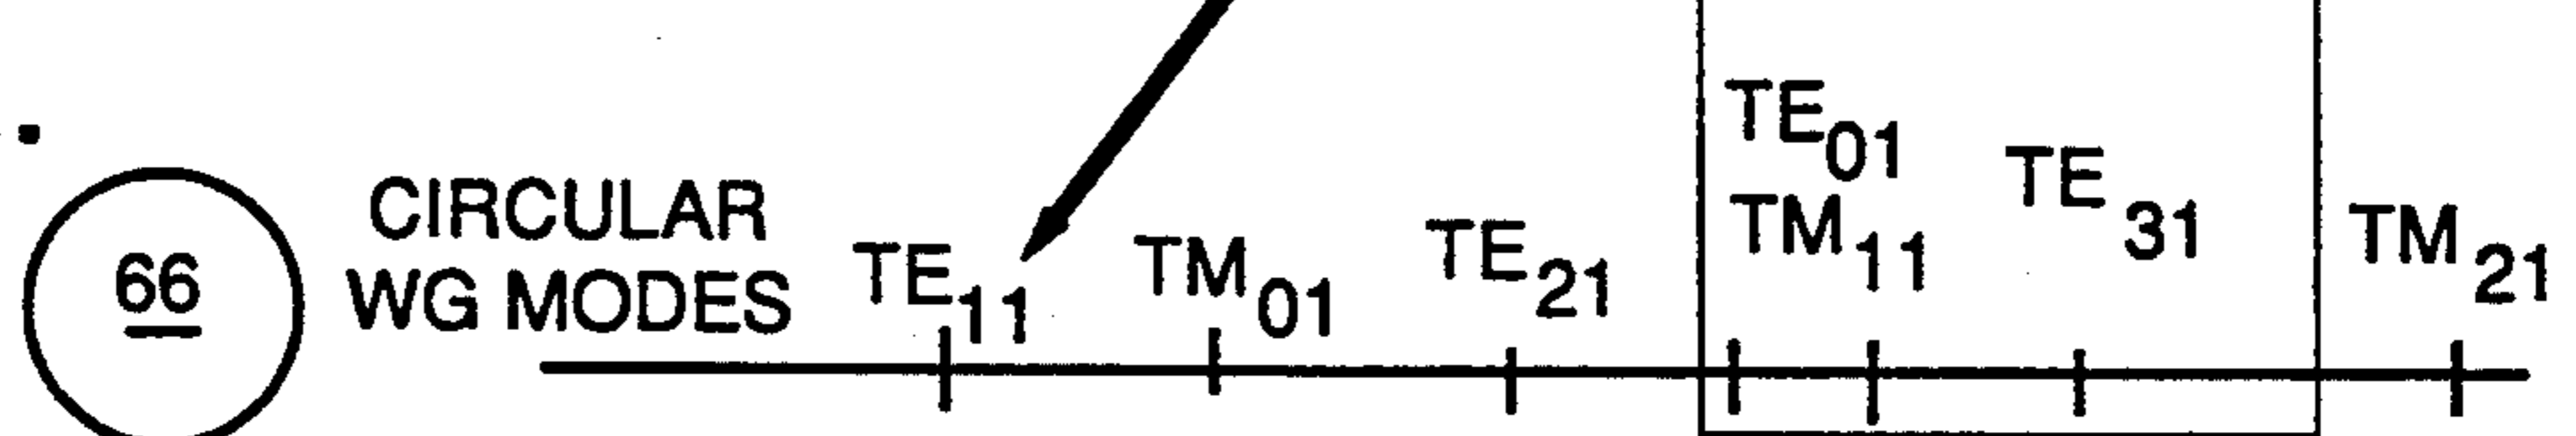 66
CIRCULAR
WG MODES
TE11
TM01
TE21
TE01
TM11
TE31
TM21